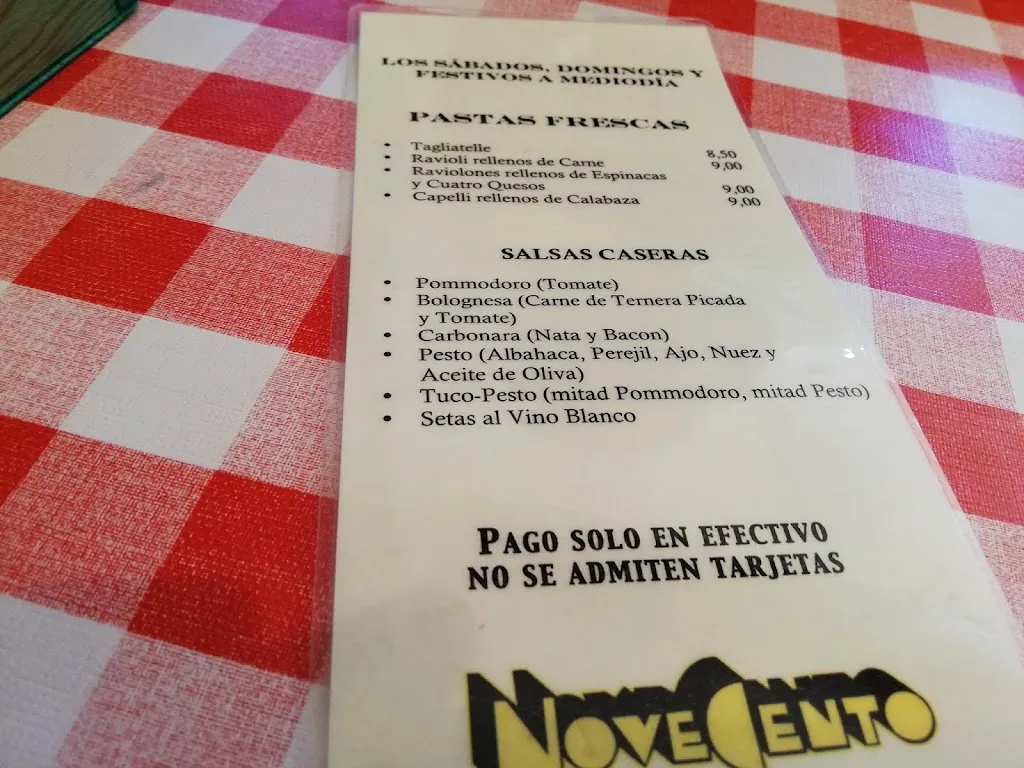 LOS SÁBADOS, DOMINGOS Y
FESTIVOS A MEDIODÍA
PASTAS FRESCAS
• Tagliatelle 8,50
• Ravioli rellenos de Carne 9,00
• Raviolones rellenos de Espinacas
y Cuatro Quesos 9,00
• Capelli rellenos de Calabaza 9,00
SALSAS CASERAS
• Pommodoro (Tomate)
• Bolognesa (Carne de Ternera Picada
y Tomate)
• Carbonara (Nata y Bacon)
• Pesto (Albahaca, Perejil, Ajo, Nuez y
Aceite de Oliva)
• Tuco-Pesto (mitad Pommodoro, mitad Pesto)
• Setas al Vino Blanco
PAGO SOLO EN EFECTIVO
NO SE ADMITEN TARJETAS
NOVECENTO